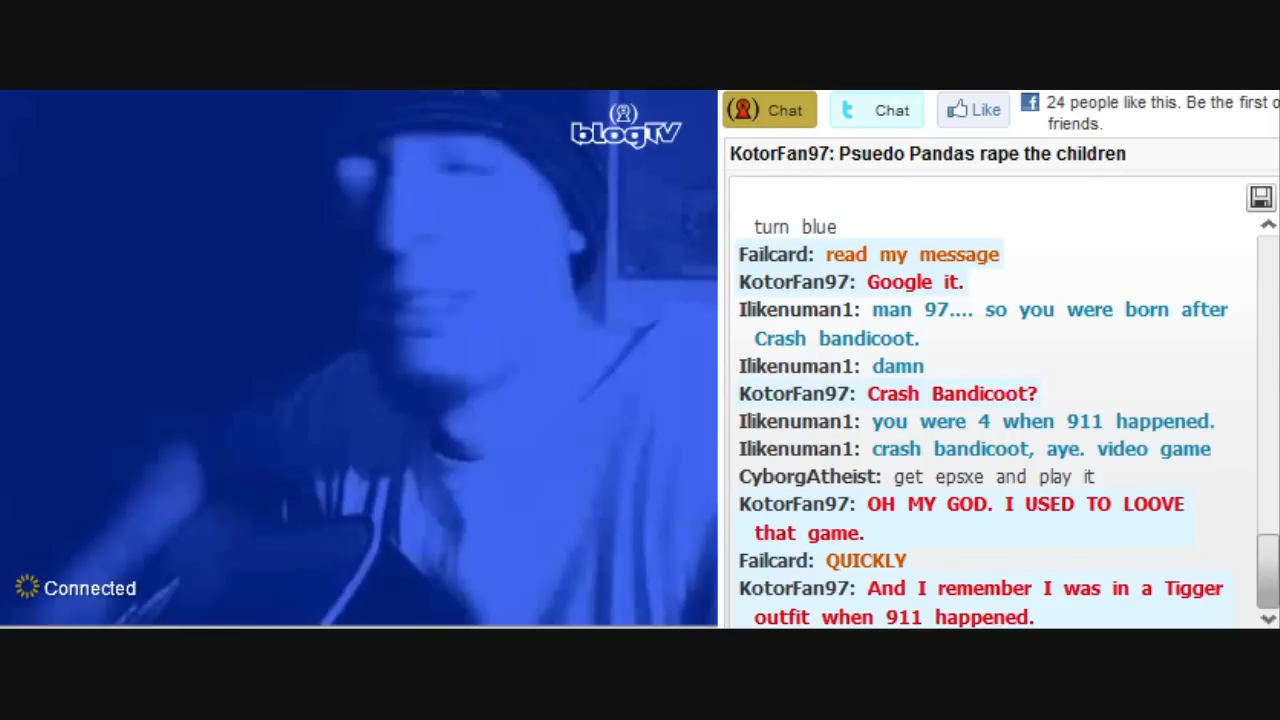 blogTV
Connected
Chat
Chat
Like
24 people like this. Be the first o
friends.
KotorFan97: Psuedo Pandas rape the children
turn blue
Failcard: read my message
KotorFan97: Google it.
Ilikenuman1: man 97.... so you were born after
Crash bandicoot.
Ilikenuman1: damn
KotorFan97: Crash Bandicoot?
Ilikenuman1: you were 4 when 911 happened.
Ilikenuman1: crash bandicoot, aye. video game
CyborgAtheist: get epsxe and play it
KotorFan97: OH MY GOD. I USED TO LOOVE
that game.
Failcard: QUICKLY
KotorFan97: And I remember I was in a Tigger
outfit when 911 happened.